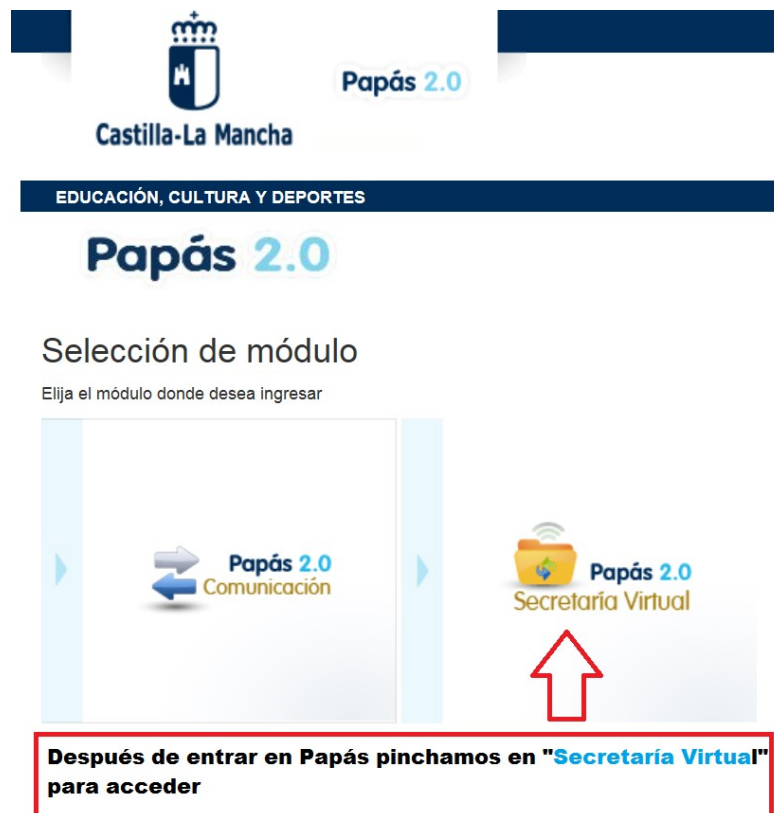 Papás 2.0
Castilla-La Mancha
EDUCACIÓN, CULTURA Y DEPORTES
Papás 2.0
Selección de módulo
Elija el módulo donde desea ingresar
Papás 2.0
Comunicación
Papás 2.0
Secretaría Virtual
Después de entrar en Papás pinchamos en "Secretaría Virtual"
para acceder